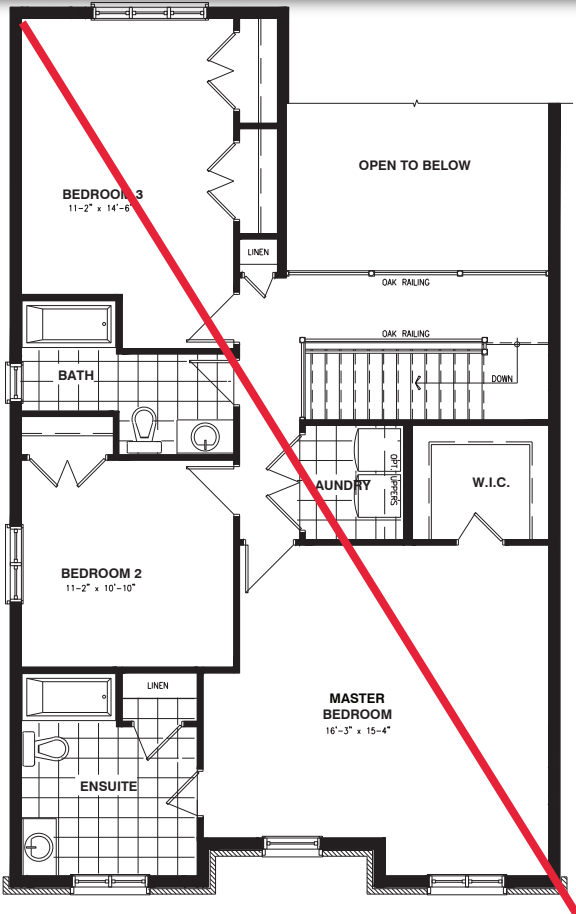 OPEN TO BELOW
BEDROOM 3
11-2" x 14'-6"
LINEN
OAK RAILING
OAK RAILING
BATH
DOWN
AUNDRY
OPT. UPPERS
W.I.C.
BEDROOM 2
11-2" x 10'-10"
LINEN
MASTER
BEDROOM
16'-3" x 15-4"
ENSUITE